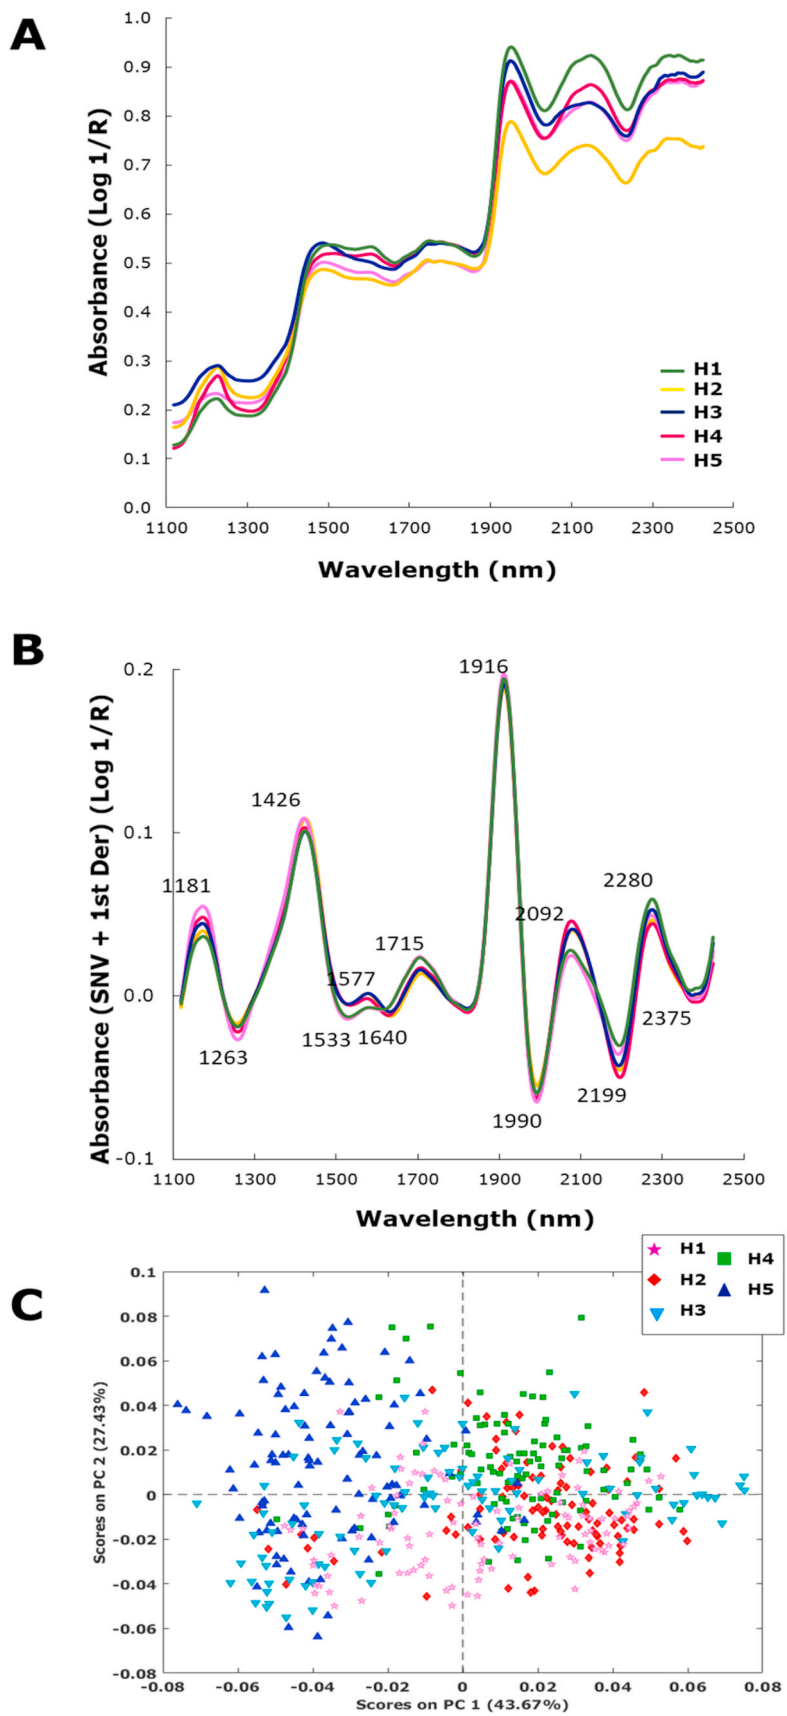 A
Absorbance (Log 1/R)
1.0
0.9
0.8
0.7
0.6
0.5
0.4
0.3
0.2
0.1
0.0
H1
H2
H3
H4
H5
1100 1300 1500 1700 1900 2100 2300 2500
Wavelength (nm)
B
Absorbance (SNV + 1st Der) (Log 1/R)
0.2
0.1
0.0
-0.1
1916
1426
1181
2280
2092
1715
1577
1533 1640
1263
2375
2199
1990
1100 1300 1500 1700 1900 2100 2300 2500
Wavelength (nm)
C
H1
H2
H3
H4
H5
Scores on PC 2 (27.43%)
0.1
0.08
0.06
0.04
0.02
0
-0.02
-0.04
-0.06
-0.08
-0.08 -0.06 -0.04 -0.02 0 0.02 0.04 0.06 0.08
Scores on PC 1 (43.67%)